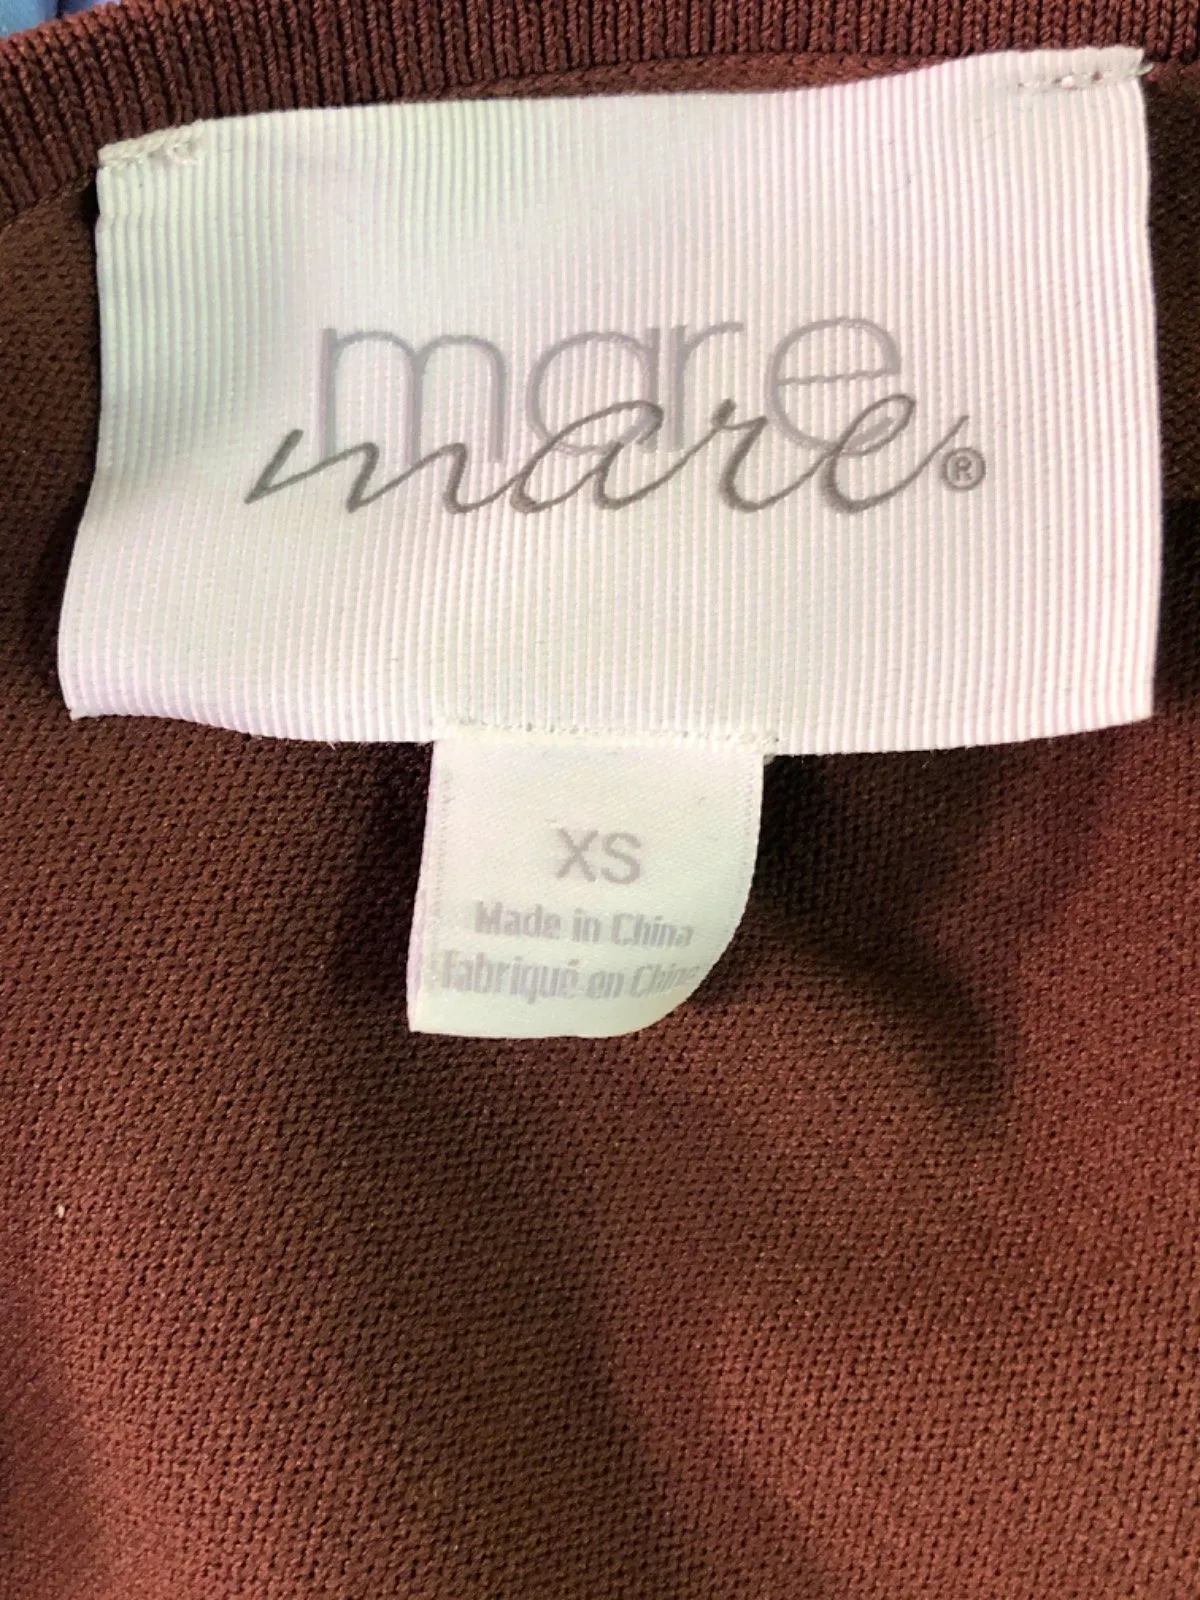 mare
mare®
XS
Made in China
Fabriqué en Chine